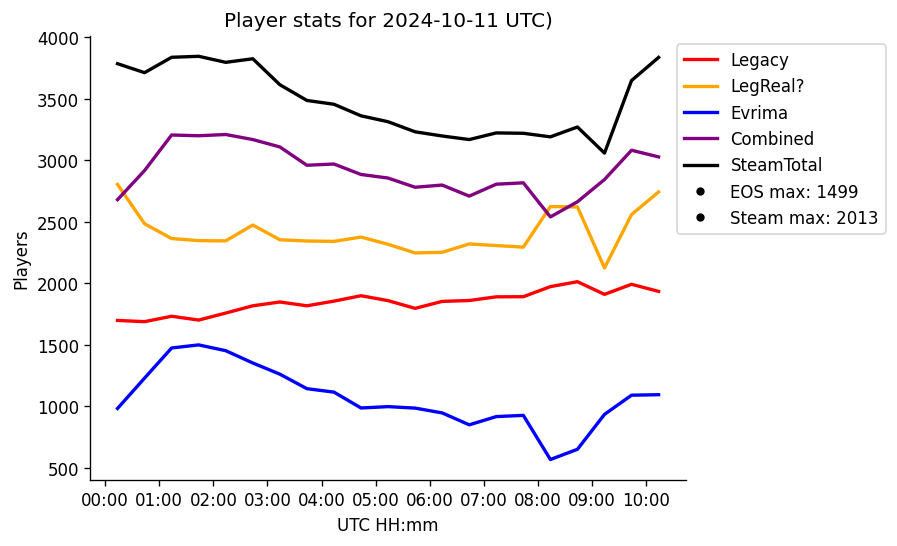 Player stats for 2024-10-11 UTC)
4000
3500
3000
2500
2000
1500
1000
500
Players
00:00 01:00 02:00 03:00 04:00 05:00 06:00 07:00 08:00 09:00 10:00
UTC HH:mm
Legacy
LegReal?
Evrima
Combined
SteamTotal
EOS max: 1499
Steam max: 2013